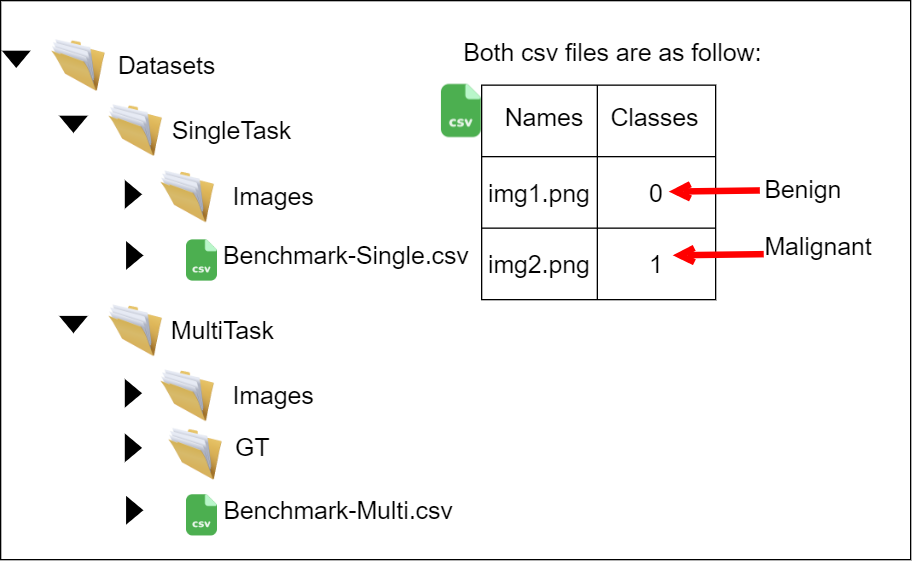 Datasets
SingleTask
Images
csv
Benchmark-Single.csv
MultiTask
Images
GT
csv
Benchmark-Multi.csv
Both csv files are as follow:
csv
Names Classes
img1.png 0 Benign
img2.png 1 Malignant